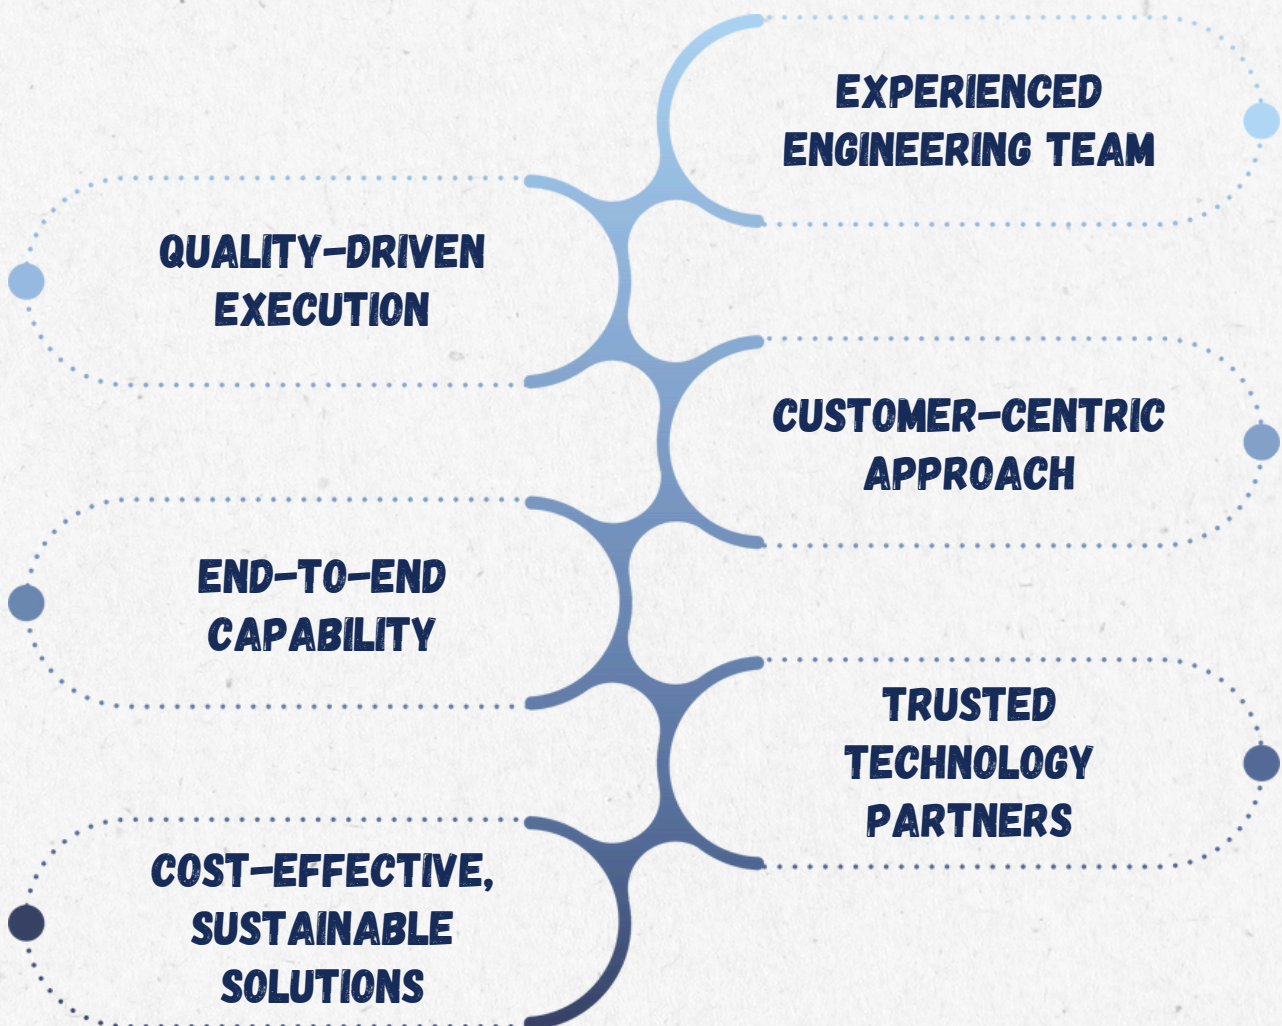 EXPERIENCED
ENGINEERING TEAM
QUALITY-DRIVEN
EXECUTION
CUSTOMER-CENTRIC
APPROACH
END-TO-END
CAPABILITY
TRUSTED
TECHNOLOGY
PARTNERS
COST-EFFECTIVE,
SUSTAINABLE
SOLUTIONS